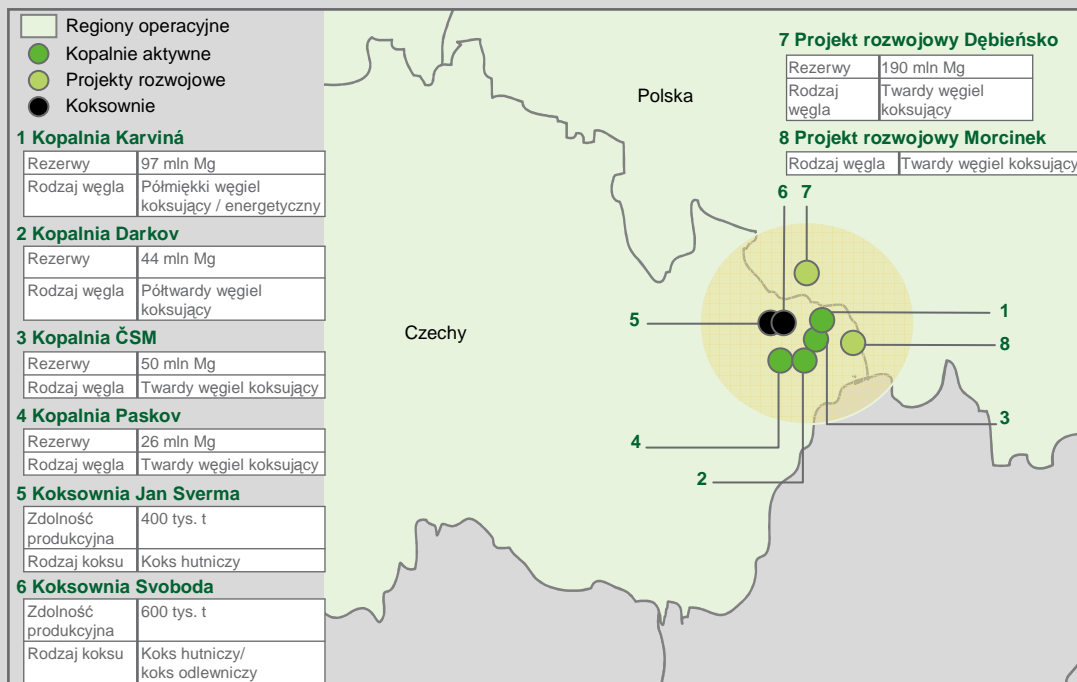 Regiony operacyjne
Kopalnie aktywne
Projekty rozwojowe
Koksownie
1 Kopalnia Karviná
Rezerwy 97 mln Mg
Rodzaj węgla Półmiękki węgiel
koksujący / energetyczny
2 Kopalnia Darkov
Rezerwy 44 mln Mg
Rodzaj węgla Półtwardy węgiel
koksujący
3 Kopalnia ČSM
Rezerwy 50 mln Mg
Rodzaj węgla Twardy węgiel koksujący
4 Kopalnia Paskov
Rezerwy 26 mln Mg
Rodzaj węgla Twardy węgiel koksujący
5 Koksownia Jan Sverma
Zdolność 400 tys. t
produkcyjna
Rodzaj koksu Koks hutniczy
6 Koksownia Svoboda
Zdolność 600 tys. t
produkcyjna
Rodzaj koksu Koks hutniczy/
koks odlewniczy
7 Projekt rozwojowy Dębieńsko
Rezerwy 190 mln Mg
Rodzaj Twardy węgiel
węgla koksujący
8 Projekt rozwojowy Morcinek
Rodzaj węgla Twardy węgiel koksujący
Polska
Czechy
6 7
5
1
8
3
4
2